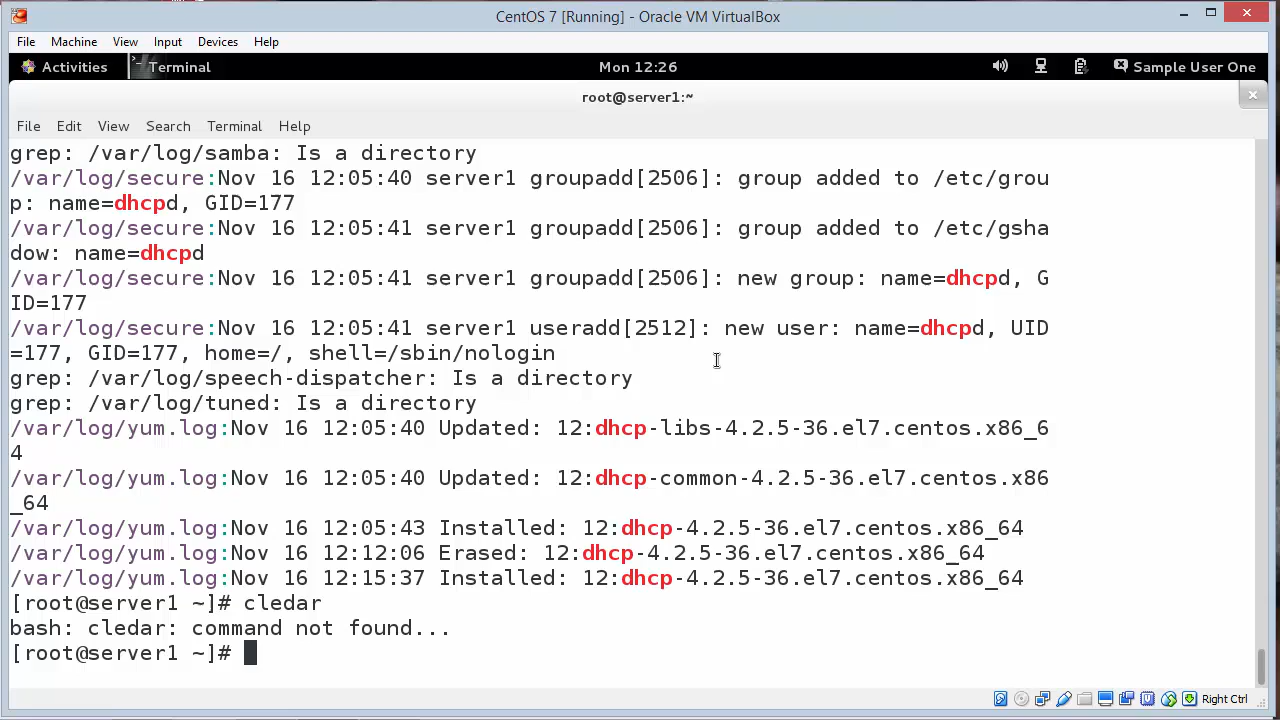 CentOS 7 [Running] - Oracle VM VirtualBox
File Machine View Input Devices Help
Activities Terminal Mon 12:26 Sample User One
root@server1:~
File Edit View Search Terminal Help
grep: /var/log/samba: Is a directory
/var/log/secure:Nov 16 12:05:40 server1 groupadd[2506]: group added to /etc/grou
p: name=dhcpd, GID=177
/var/log/secure:Nov 16 12:05:41 server1 groupadd[2506]: group added to /etc/gsha
dow: name=dhcpd
/var/log/secure:Nov 16 12:05:41 server1 groupadd[2506]: new group: name=dhcpd, G
ID=177
/var/log/secure:Nov 16 12:05:41 server1 useradd[2512]: new user: name=dhcpd, UID
=177, GID=177, home=/, shell=/sbin/nologin
grep: /var/log/speech-dispatcher: Is a directory
grep: /var/log/tuned: Is a directory
/var/log/yum.log:Nov 16 12:05:40 Updated: 12:dhcp-libs-4.2.5-36.el7.centos.x86_6
4
/var/log/yum.log:Nov 16 12:05:40 Updated: 12:dhcp-common-4.2.5-36.el7.centos.x86
_64
/var/log/yum.log:Nov 16 12:05:43 Installed: 12:dhcp-4.2.5-36.el7.centos.x86_64
/var/log/yum.log:Nov 16 12:12:06 Erased: 12:dhcp-4.2.5-36.el7.centos.x86_64
/var/log/yum.log:Nov 16 12:15:37 Installed: 12:dhcp-4.2.5-36.el7.centos.x86_64
[root@server1 ~]# cledar
bash: cledar: command not found...
[root@server1 ~]#
Right Ctrl